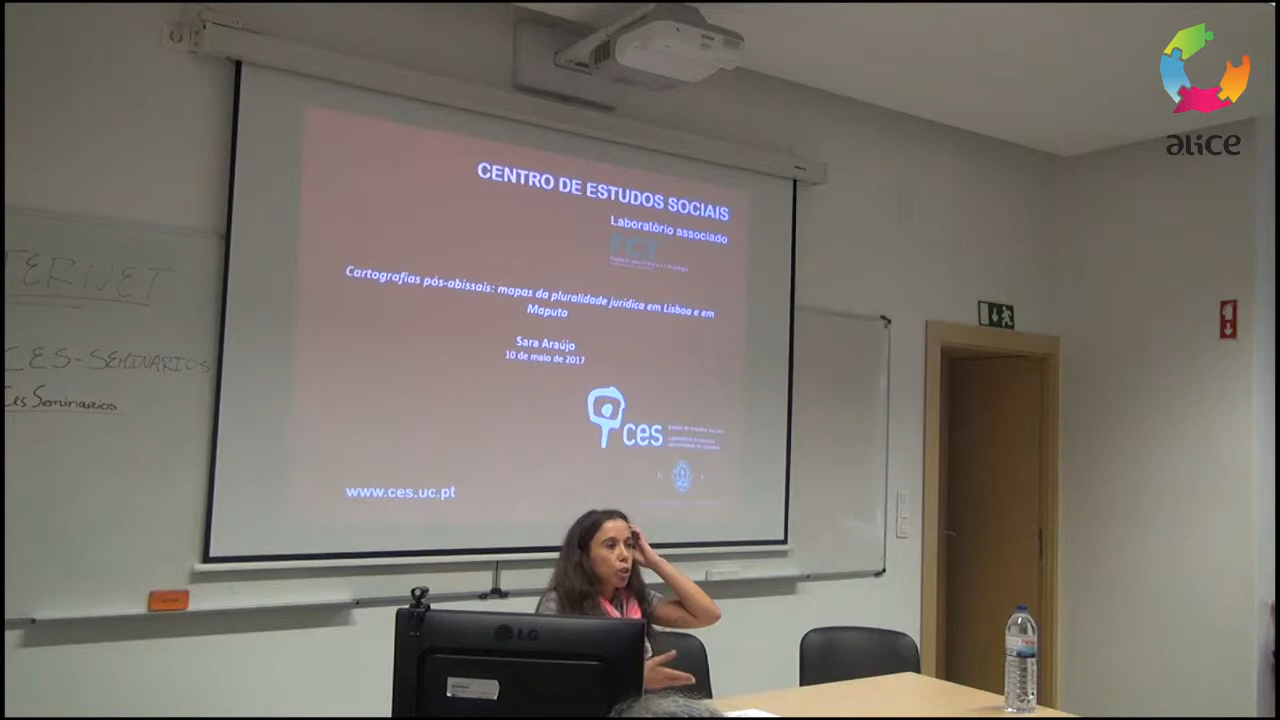 alice
CENTRO DE ESTUDOS SOCIAIS
Laboratório associado
FCT
Cartografias pós-abissais: mapas da pluralidade jurídica em Lisboa e em
Maputo
Sara Araújo
10 de maio de 2017
ces
www.ces.uc.pt
TERNET
CES-SEMINARIOS
Ces Seminarios
LG